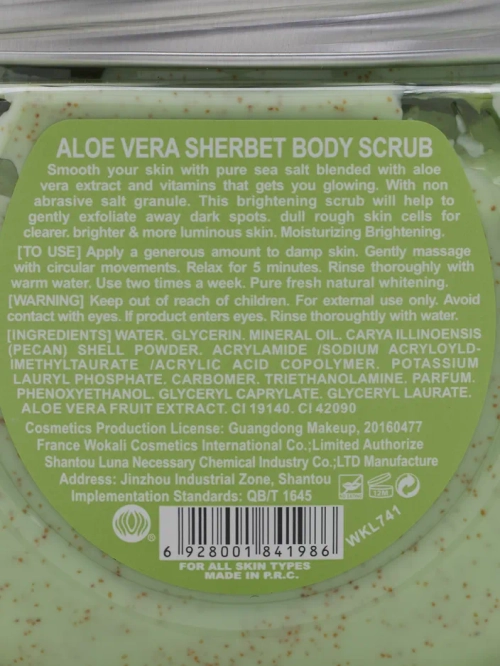 ALOE VERA SHERBET BODY SCRUB
Smooth your skin with pure sea salt blended with aloe
vera extract and vitamins that gets you glowing. With non
abrasive salt granule. This brightening scrub will help to
gently exfoliate away dark spots. dull rough skin cells for
clearer. brighter & more luminous skin. Moisturizing Brightening.
[TO USE] Apply a generous amount to damp skin. Gently massage
with circular movements. Relax for 5 minutes. Rinse thoroughly with
warm water. Use two times a week. Pure fresh natural whitening.
[WARNING] Keep out of reach of children. For external use only. Avoid
contact with eyes. If product enters eyes. Rinse thoroughly with water.
[INGREDIENTS] WATER. GLYCERIN. MINERAL OIL. CARYA ILLINOENSIS
(PECAN) SHELL POWDER. ACRYLAMIDE /SODIUM ACRYLOYLD-
IMETHYLTAURATE /ACRYLIC ACID COPOLYMER. POTASSIUM
LAURYL PHOSPHATE. CARBOMER. TRIETHANOLAMINE. PARFUM.
PHENOXYETHANOL. GLYCERYL CAPRYLATE. GLYCERYL LAURATE.
ALOE VERA FRUIT EXTRACT. CI 19140. CI 42090
Cosmetics Production License: Guangdong Makeup, 20160477
France Wokali Cosmetics International Co.;Limited Authorize
Shantou Luna Necessary Chemical Industry Co.;LTD Manufacture
Address: Jinzhou Industrial Zone, Shantou
Implementation Standards: QB/T 1645
12M
WKL741
6 928001 841986
FOR ALL SKIN TYPES
MADE IN P.R.C.